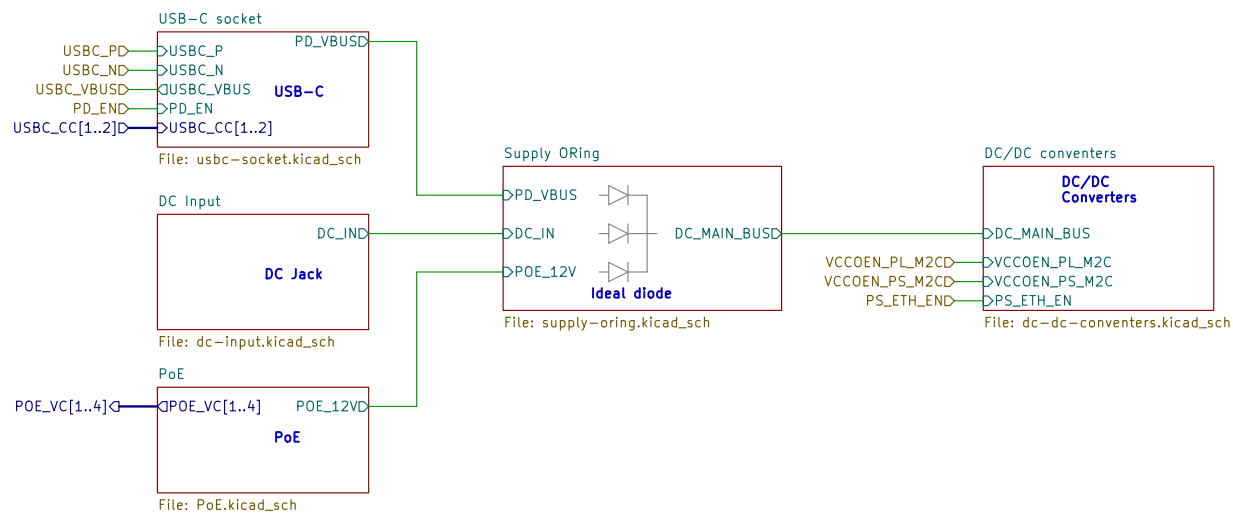 USB-C socket
USBC_P USBC_P PD_VBUS
USBC_N USBC_N
USBC_VBUS USBC_VBUS
USB-C
PD_EN PD_EN
USBC_CC[1..2] USBC_CC[1..2]
File: usbc-socket.kicad_sch
DC Input
DC_IN
DC Jack
File: dc-input.kicad_sch
PoE
POE_VC[1..4] POE_VC[1..4] POE_12V
PoE
File: PoE.kicad_sch
Supply ORing
PD_VBUS
DC_IN DC_MAIN_BUS
POE_12V
Ideal diode
File: supply-oring.kicad_sch
DC/DC conventers
DC/DC
Converters
DC_MAIN_BUS
VCCOEN_PL_M2C VCCOEN_PL_M2C
VCCOEN_PS_M2C VCCOEN_PS_M2C
PS_ETH_EN PS_ETH_EN
File: dc-dc-conventers.kicad_sch